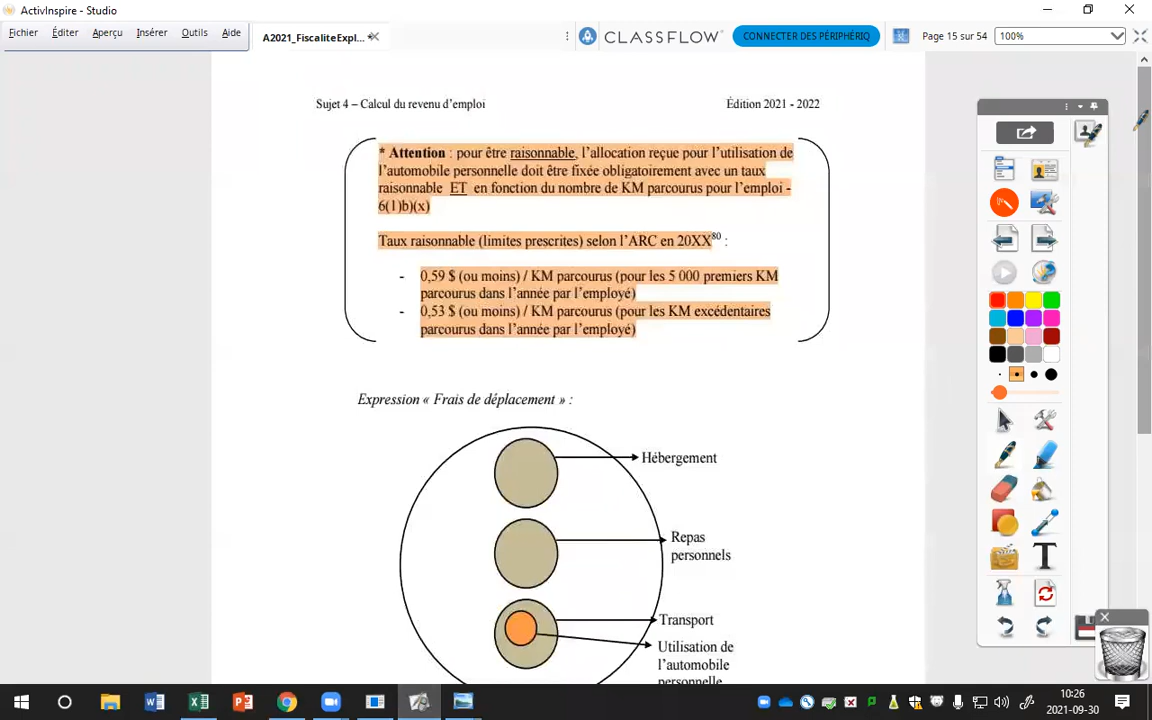 ActivInspire - Studio
Fichier Éditer Aperçu Insérer Outils Aide
A2021_FiscaliteExpl...
CLASSFLOW
CONNECTER DES PÉRIPHÉRIQ
Page 15 sur 54
100%
Sujet 4 – Calcul du revenu d'emploi
Édition 2021 - 2022
* Attention : pour être raisonnable, l'allocation reçue pour l'utilisation de
l'automobile personnelle doit être fixée obligatoirement avec un taux
raisonnable ET en fonction du nombre de KM parcourus pour l'emploi -
6(1)b)(x)
Taux raisonnable (limites prescrites) selon l'ARC en 20XX80 :
- 0,59 $ (ou moins) / KM parcourus (pour les 5 000 premiers KM
parcourus dans l'année par l'employé)
- 0,53 $ (ou moins) / KM parcourus (pour les KM excédentaires
parcourus dans l'année par l'employé)
Expression « Frais de déplacement » :
Hébergement
Repas
personnels
Transport
Utilisation de
l'automobile
personnelle
10:26
2021-09-30